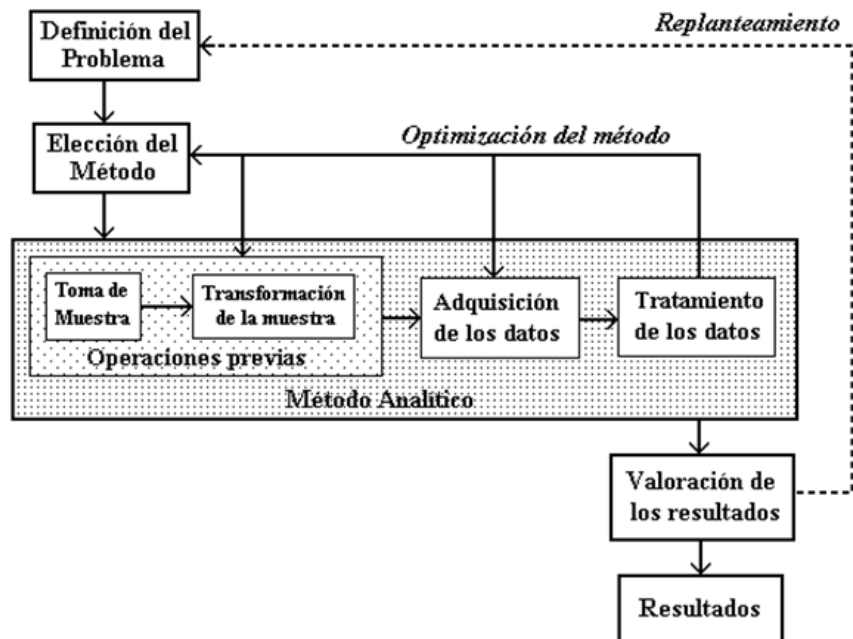 Replanteamiento
Definición del
Problema
Elección del
Método
Optimización del método
Toma de
Muestra
Transformación
de la muestra
Adquisición
de los datos
Tratamiento
de los datos
Operaciones previas
Método Analítico
Valoración de
los resultados
Resultados